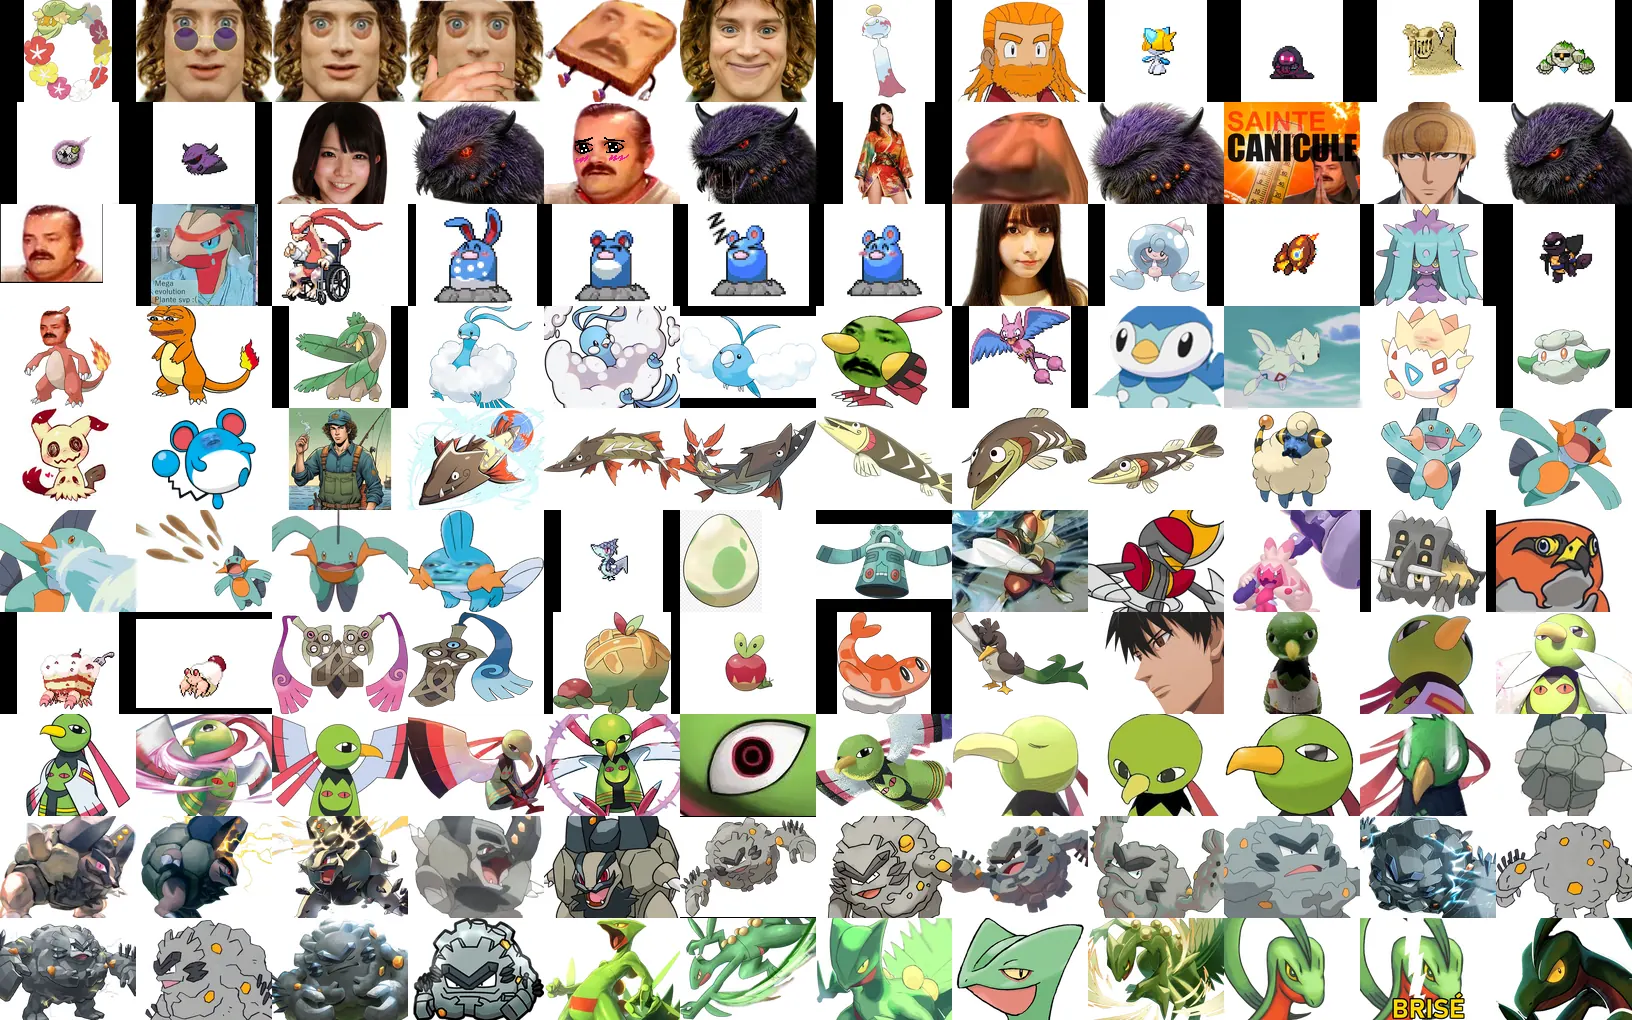 SAINTE
CANICULE
Z
Z
Z
Mega
evolution
Plante svp :(
BRISÉ